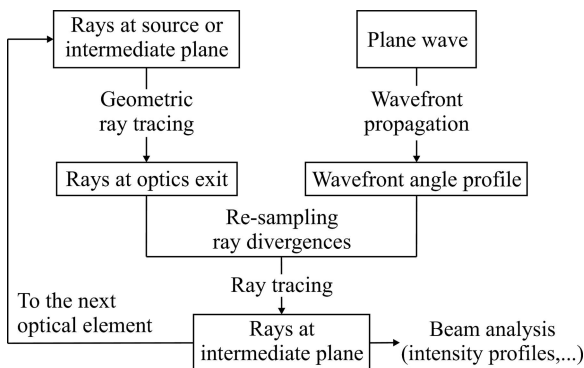 Rays at source or
intermediate plane
Plane wave
Geometric
ray tracing
Wavefront
propagation
Rays at optics exit
Wavefront angle profile
Re-sampling
ray divergences
Ray tracing
To the next
optical element
Rays at
intermediate plane
Beam analysis
(intensity profiles,...)